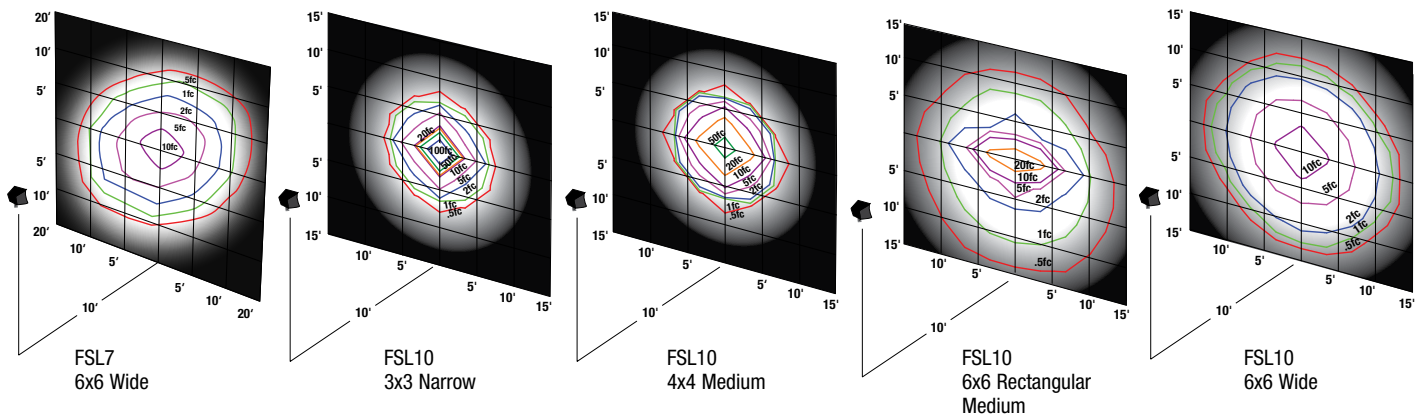 20'
10'
5'
5'
10'
20'
10'
5'
5'
10'
20'
10'
.5fc
1fc
2fc
5fc
10fc
FSL7
6x6 Wide
15'
10'
5'
5'
10'
15'
10'
5'
5'
10'
15'
10'
20fc
100fc
50fc
10fc
5fc
2fc
1fc
.5fc
FSL10
3x3 Narrow
15'
10'
5'
5'
10'
15'
10'
5'
5'
10'
15'
10'
50fc
20fc
10fc
5fc
2fc
1fc
.5fc
FSL10
4x4 Medium
15'
10'
5'
5'
10'
15'
10'
5'
5'
10'
15'
10'
20fc
10fc
5fc
2fc
1fc
.5fc
FSL10
6x6 Rectangular
Medium
15'
10'
5'
5'
10'
15'
10'
5'
5'
10'
15'
10'
10fc
5fc
2fc
1fc
.5fc
FSL10
6x6 Wide